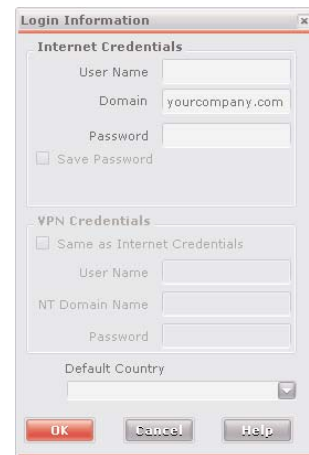 Login Information
Internet Credentials
User Name
Domain yourcompany.com
Password
Save Password
VPN Credentials
Same as Internet Credentials
User Name
NT Domain Name
Password
Default Country
OK Cancel Help